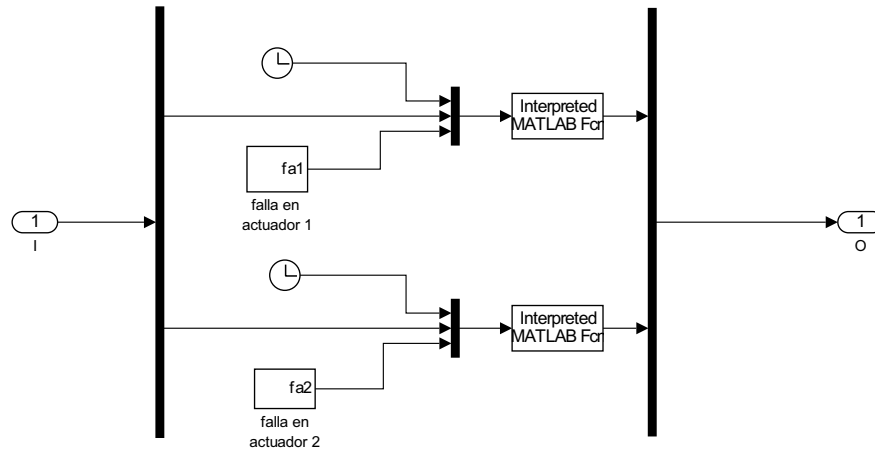 Interpreted
MATLAB Fcn
fa1
falla en
actuador 1
1
I
1
O
Interpreted
MATLAB Fcn
fa2
falla en
actuador 2